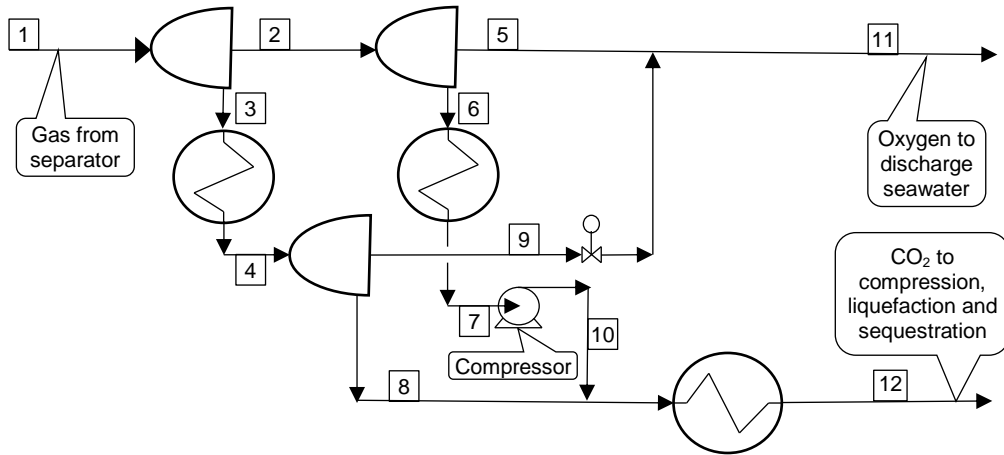 1
2
5
11
3
6
Gas from
separator
Oxygen to
discharge
seawater
4
9
7
10
Compressor
CO₂ to
compression,
liquefaction and
sequestration
8
12